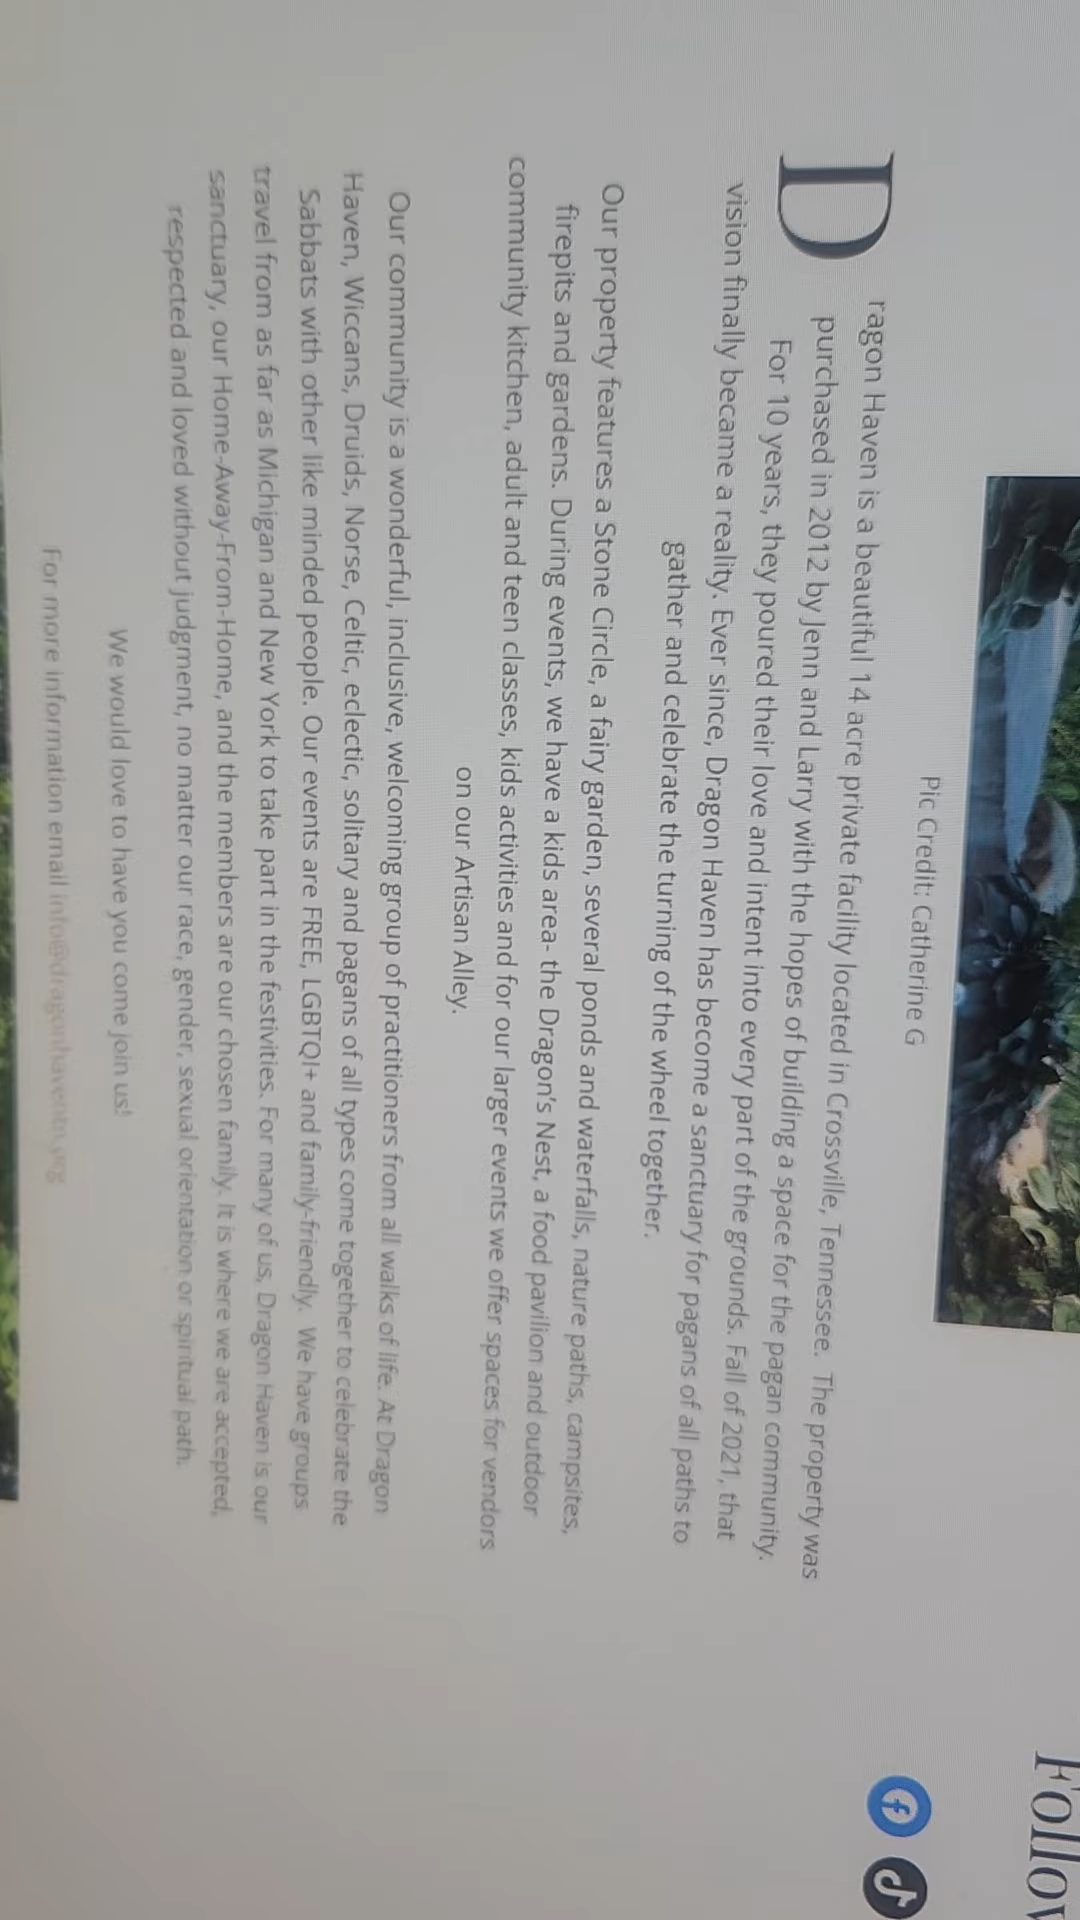 Follow
Pic Credit: Catherine G
Dragon Haven is a beautiful 14 acre private facility located in Crossville, Tennessee. The property was
purchased in 2012 by Jenn and Larry with the hopes of building a space for the pagan community.
For 10 years, they poured their love and intent into every part of the grounds. Fall of 2021, that
vision finally became a reality. Ever since, Dragon Haven has become a sanctuary for pagans of all paths to
gather and celebrate the turning of the wheel together.
Our property features a Stone Circle, a fairy garden, several ponds and waterfalls, nature paths, campsites,
firepits and gardens. During events, we have a kids area- the Dragon's Nest, a food pavilion and outdoor
community kitchen, adult and teen classes, kids activities and for our larger events we offer spaces for vendors
on our Artisan Alley.
Our community is a wonderful, inclusive, welcoming group of practitioners from all walks of life. At Dragon
Haven, Wiccans, Druids, Norse, Celtic, eclectic, solitary and pagans of all types come together to celebrate the
Sabbats with other like minded people. Our events are FREE, LGBTQI+ and family-friendly. We have groups
travel from as far as Michigan and New York to take part in the festivities. For many of us, Dragon Haven is our
sanctuary, our Home-Away-From-Home, and the members are our chosen family. It is where we are accepted,
respected and loved without judgment, no matter our race, gender, sexual orientation or spiritual path.
We would love to have you come join us!
For more information email info@dragonhaventn.org